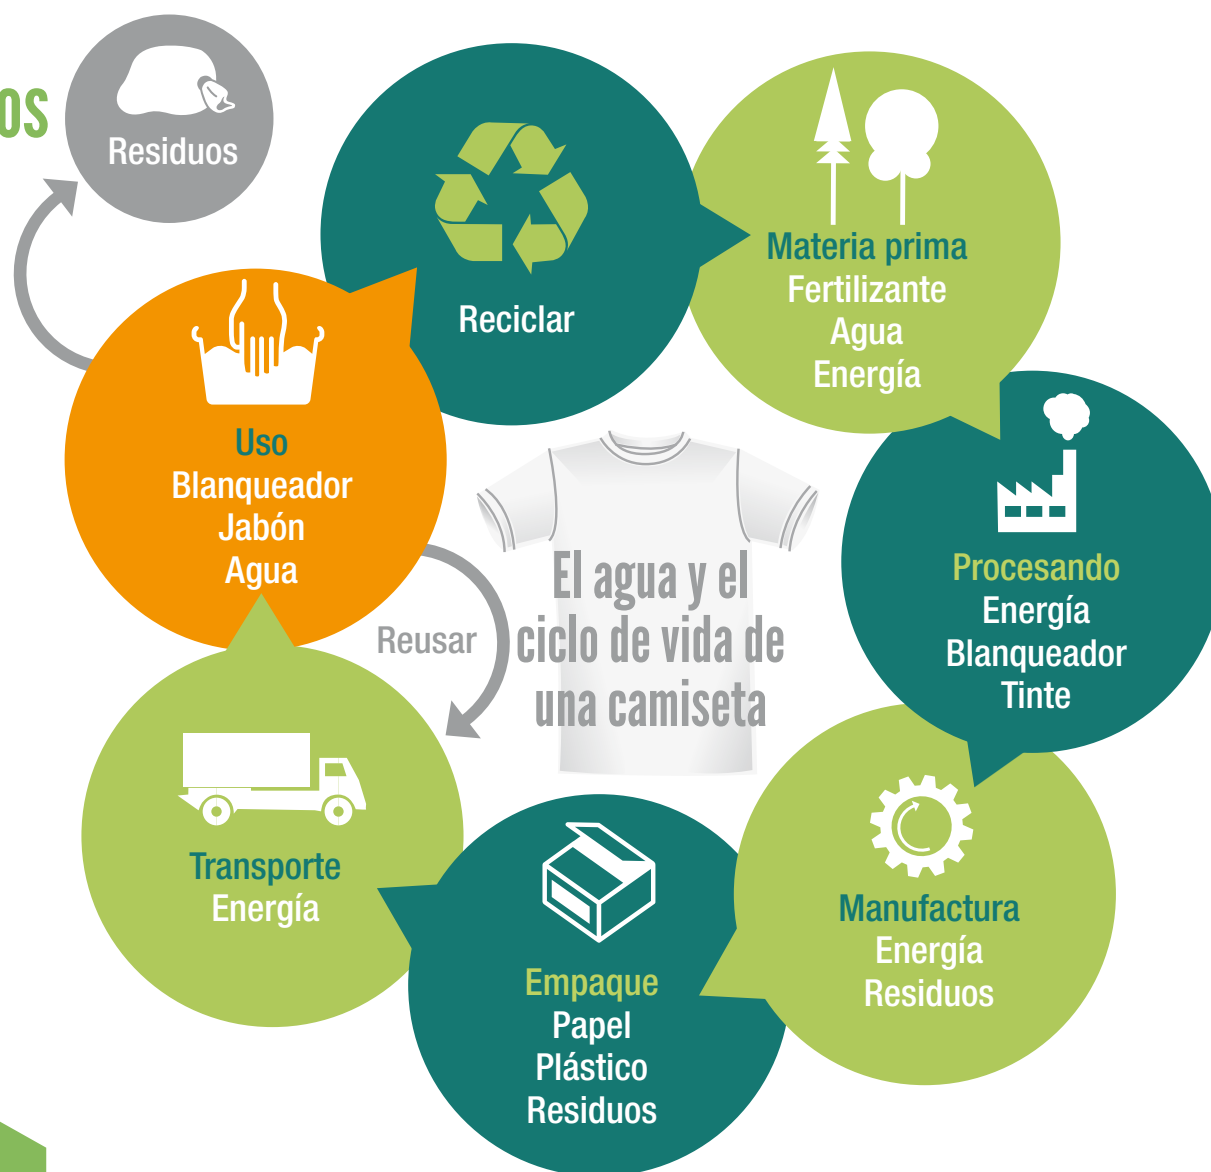 OS
Residuos
Reciclar
Materia prima
Fertilizante
Agua
Energía
Procesando
Energía
Blanqueador
Tinte
Manufactura
Energía
Residuos
Empaque
Papel
Plástico
Residuos
Transporte
Energía
Uso
Blanqueador
Jabón
Agua
Reusar
El agua y el
ciclo de vida de
una camiseta